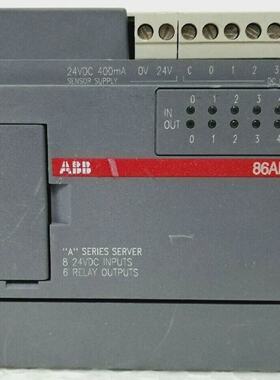 24VDC 400mA 0V 24V C 0 1 2 3
SENSOR SUPPLY
0 1 2 3
IN
OUT
0 1 2 3 4
ABB
"A" SERIES SERVER
8 24VDC INPUTS
6 RELAY OUTPUTS